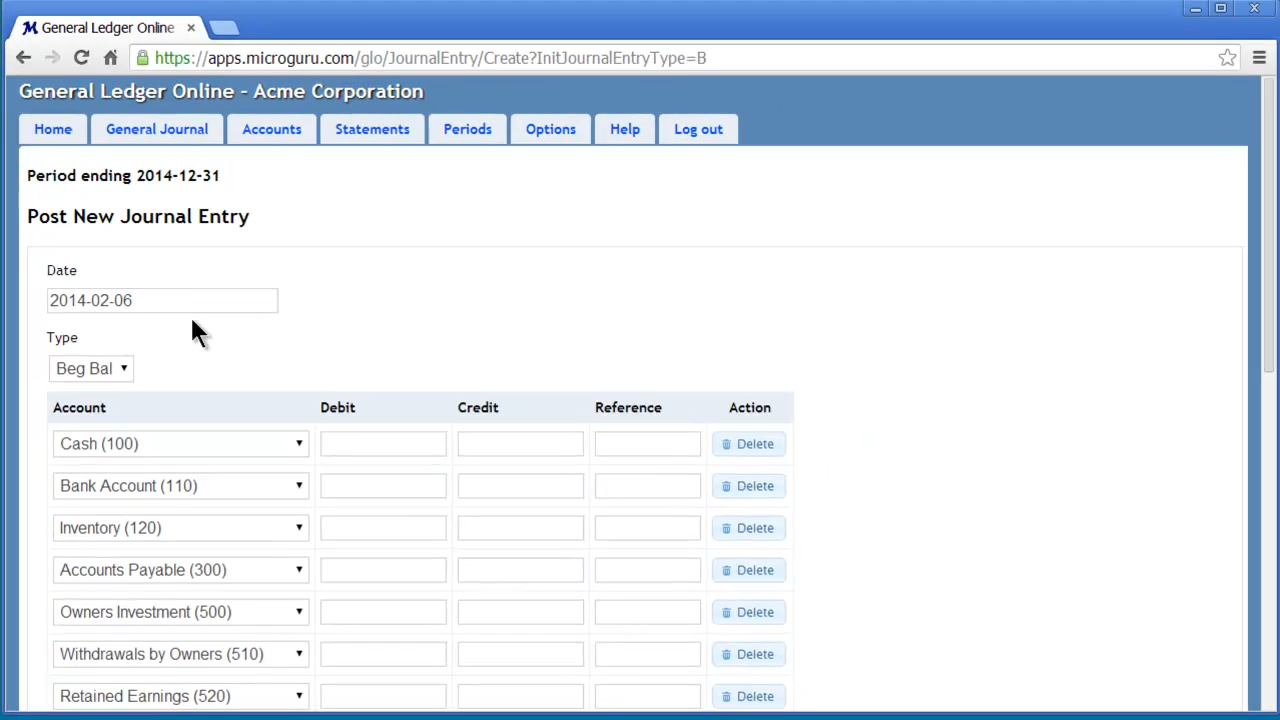 General Ledger Online
https://apps.microguru.com/glo/JournalEntry/Create?InitJournalEntryType=B
General Ledger Online - Acme Corporation
Home General Journal Accounts Statements Periods Options Help Log out
Period ending 2014-12-31
Post New Journal Entry
Date
2014-02-06
Type
Beg Bal
Account Debit Credit Reference Action
Cash (100) Delete
Bank Account (110) Delete
Inventory (120) Delete
Accounts Payable (300) Delete
Owners Investment (500) Delete
Withdrawals by Owners (510) Delete
Retained Earnings (520) Delete